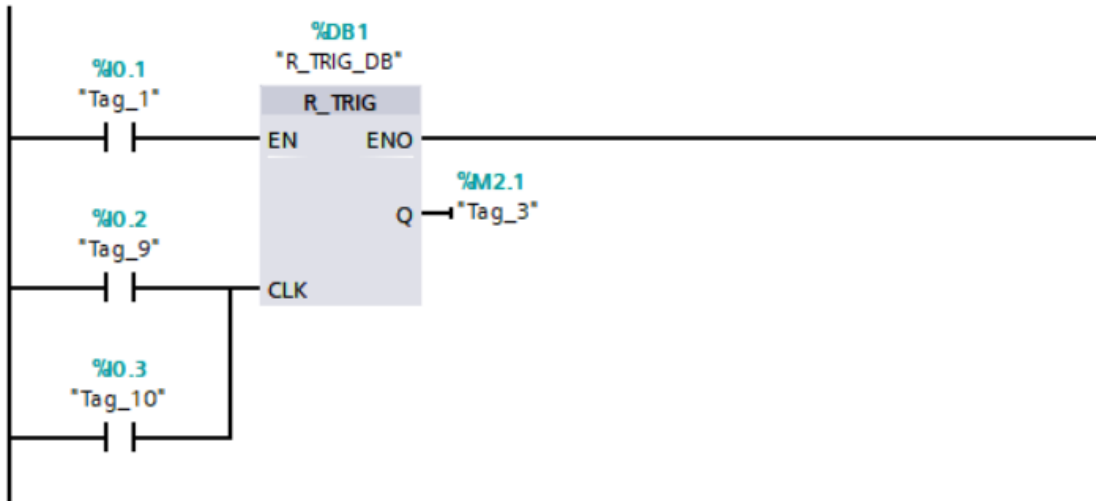 %DB1
"R_TRIG_DB"
%I0.1
"Tag_1"
R_TRIG
EN ENO
%M2.1
Q "Tag_3"
%I0.2
"Tag_9"
CLK
%I0.3
"Tag_10"